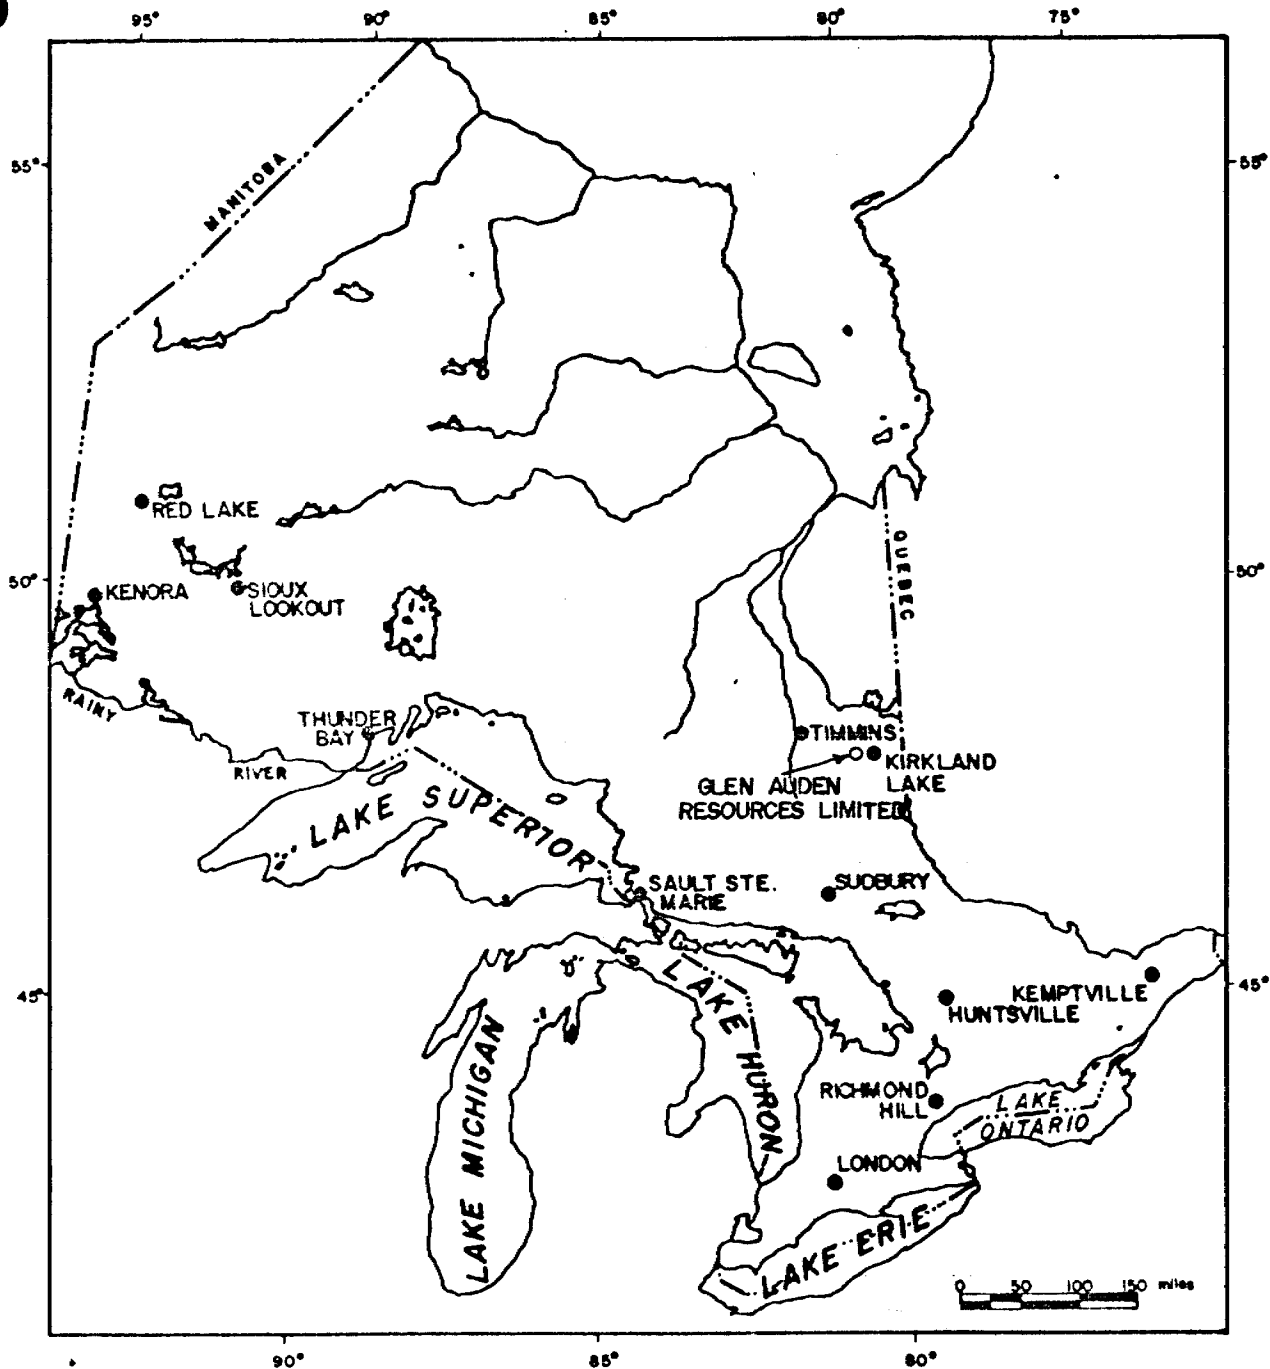 95° 90° 85° 80° 75°
55° 55°
MANITOBA
RED LAKE
QUEBEC
50° 50°
KENORA
SIOUX
LOOKOUT
RAINY
THUNDER
BAY
TIMMINS
RIVER
KIRKLAND
LAKE
GLEN AUDEN
RESOURCES LIMITED
LAKE SUPERIOR
SAULT STE.
MARIE
SUDBURY
45° 45°
LAKE HURON
KEMPTVILLE
HUNTSVILLE
LAKE MICHIGAN
RICHMOND
HILL
LAKE
ONTARIO
LONDON
LAKE ERIE
0 50 100 150 miles
90° 85° 80°